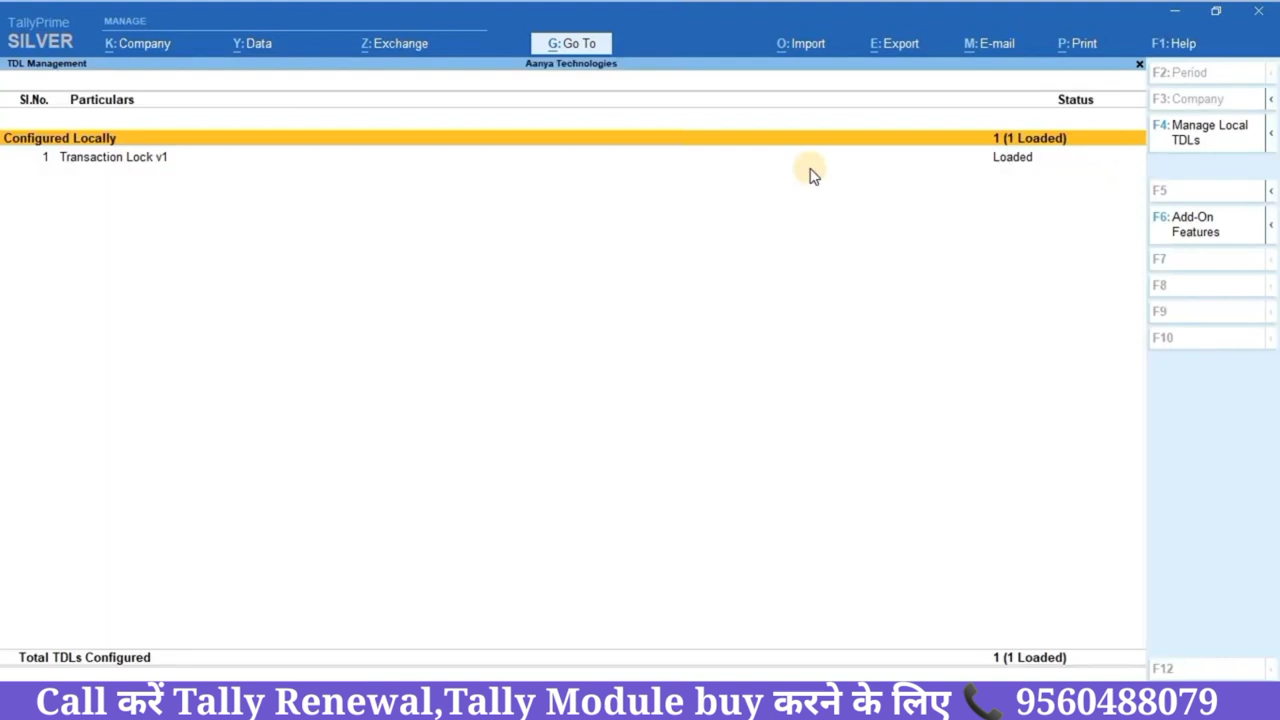 TallyPrime
SILVER
MANAGE
K: Company Y: Data Z: Exchange G: Go To O: Import E: Export M: E-mail P: Print F1: Help
TDL Management Aanya Technologies
Sl.No. Particulars Status
Configured Locally 1 (1 Loaded)
1 Transaction Lock v1 Loaded
Total TDLs Configured 1 (1 Loaded)
F2: Period
F3: Company
F4: Manage Local
TDLs
F5
F6: Add-On
Features
F7
F8
F9
F10
F12
Call करें Tally Renewal,Tally Module buy करने के लिए 📞 9560488079